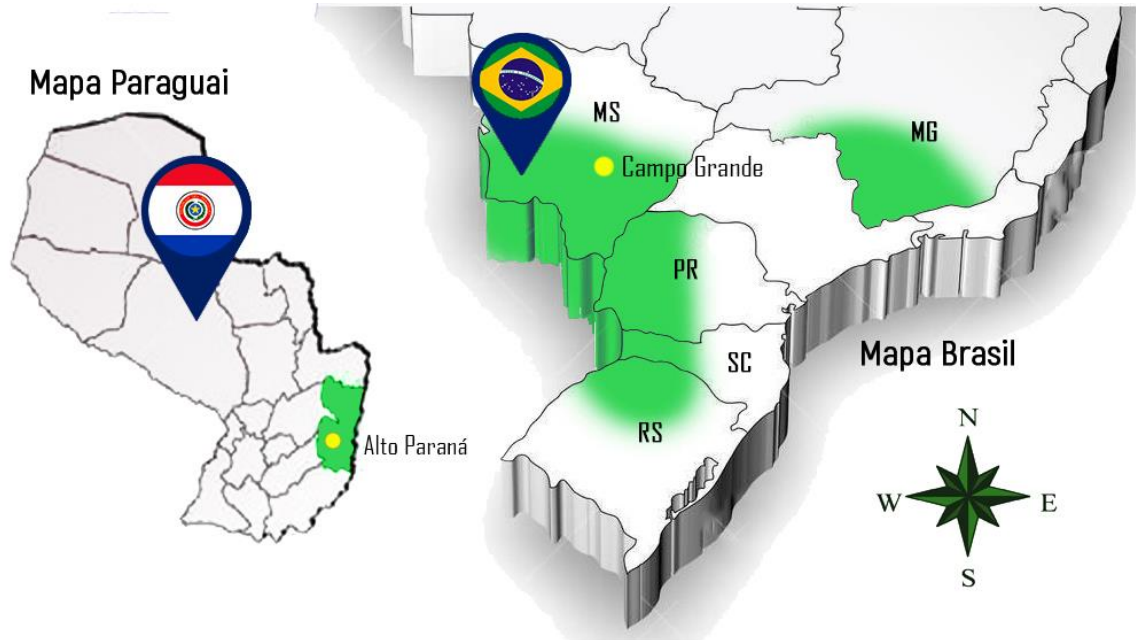 Mapa Paraguai
Alto Paraná
MS
MG
Campo Grande
PR
SC
RS
Mapa Brasil
N
W
E
S